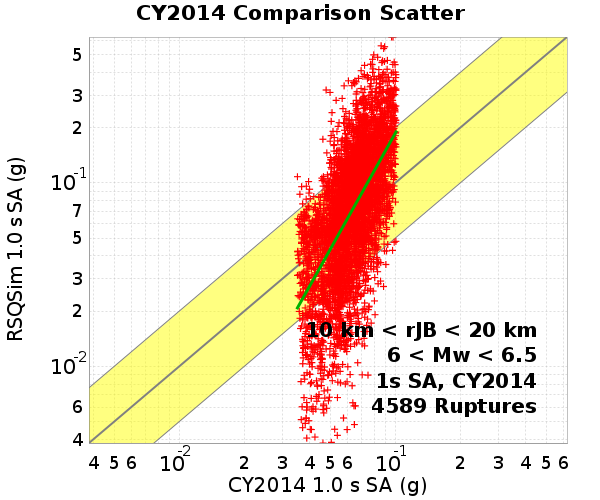 CY2014 Comparison Scatter
RSQSim 1.0 s SA (g)
5
3
2
10⁻¹
7
5
3
2
10⁻²
6
4
10 km < rJB < 20 km
6 < Mw < 6.5
1s SA, CY2014
4589 Ruptures
4 5 6 10⁻² 2 3 4 5 6 10⁻¹ 2 3 4 5 6
CY2014 1.0 s SA (g)